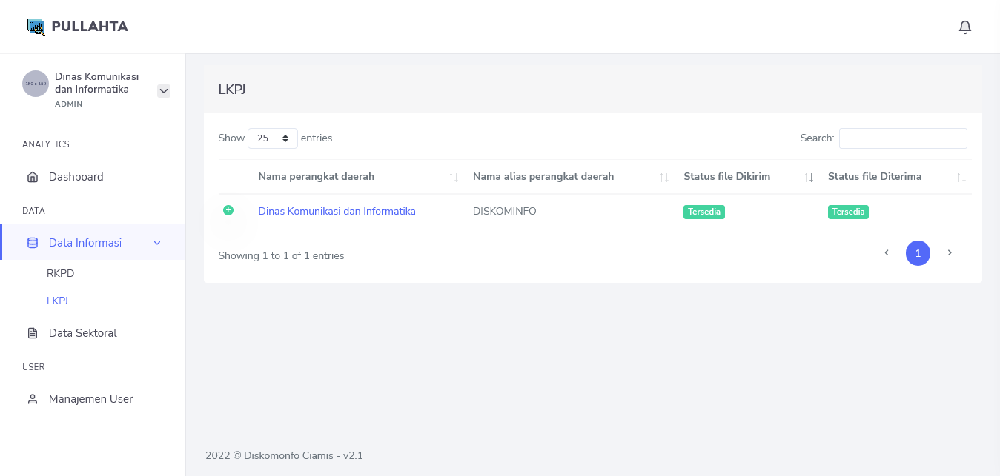 PULLAHTA
150 x 150
Dinas Komunikasi
dan Informatika
ADMIN
ANALYTICS
Dashboard
DATA
Data Informasi
RKPD
LKPJ
Data Sektoral
USER
Manajemen User
LKPJ
Show 25 entries
Search:
Nama perangkat daerah Nama alias perangkat daerah Status file Dikirim Status file Diterima
Dinas Komunikasi dan Informatika DISKOMINFO Tersedia Tersedia
Showing 1 to 1 of 1 entries
1
2022 © Diskomonfo Ciamis - v2.1